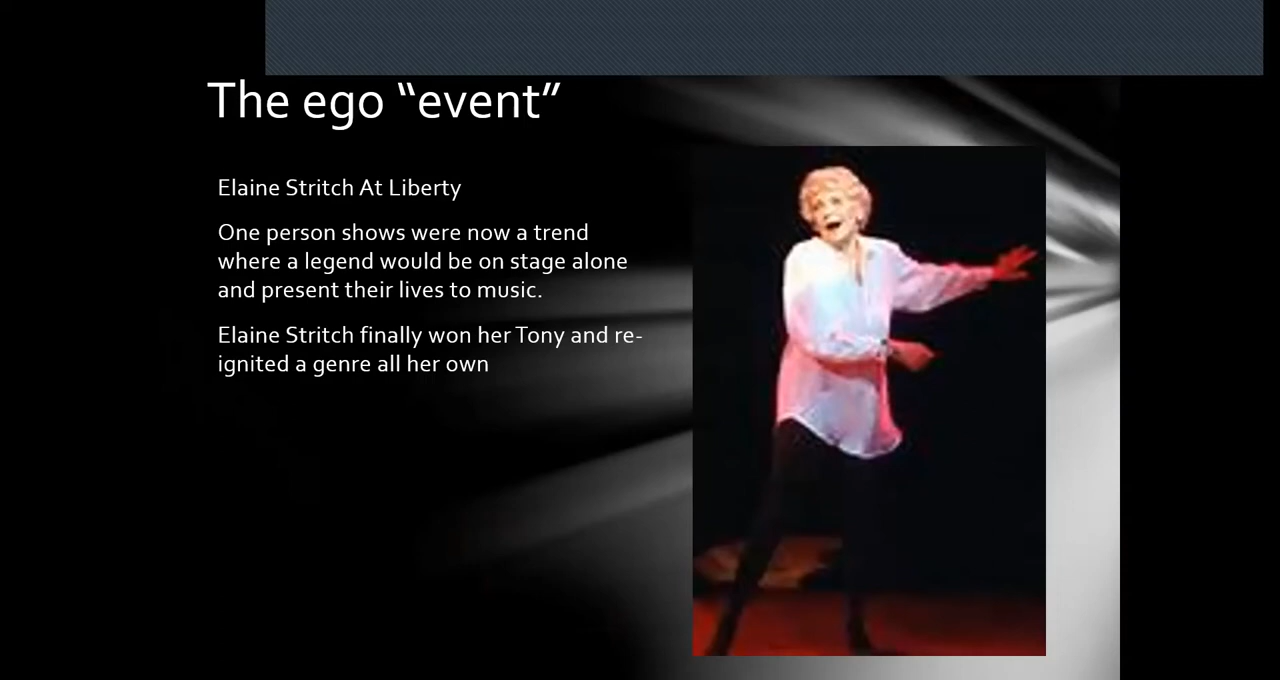 The ego “event”
Elaine Stritch At Liberty
One person shows were now a trend
where a legend would be on stage alone
and present their lives to music.
Elaine Stritch finally won her Tony and re-
ignited a genre all her own